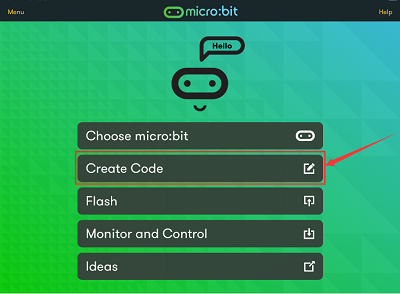 Menu
micro:bit
Help
Hello
Choose micro:bit
Create Code
Flash
Monitor and Control
Ideas